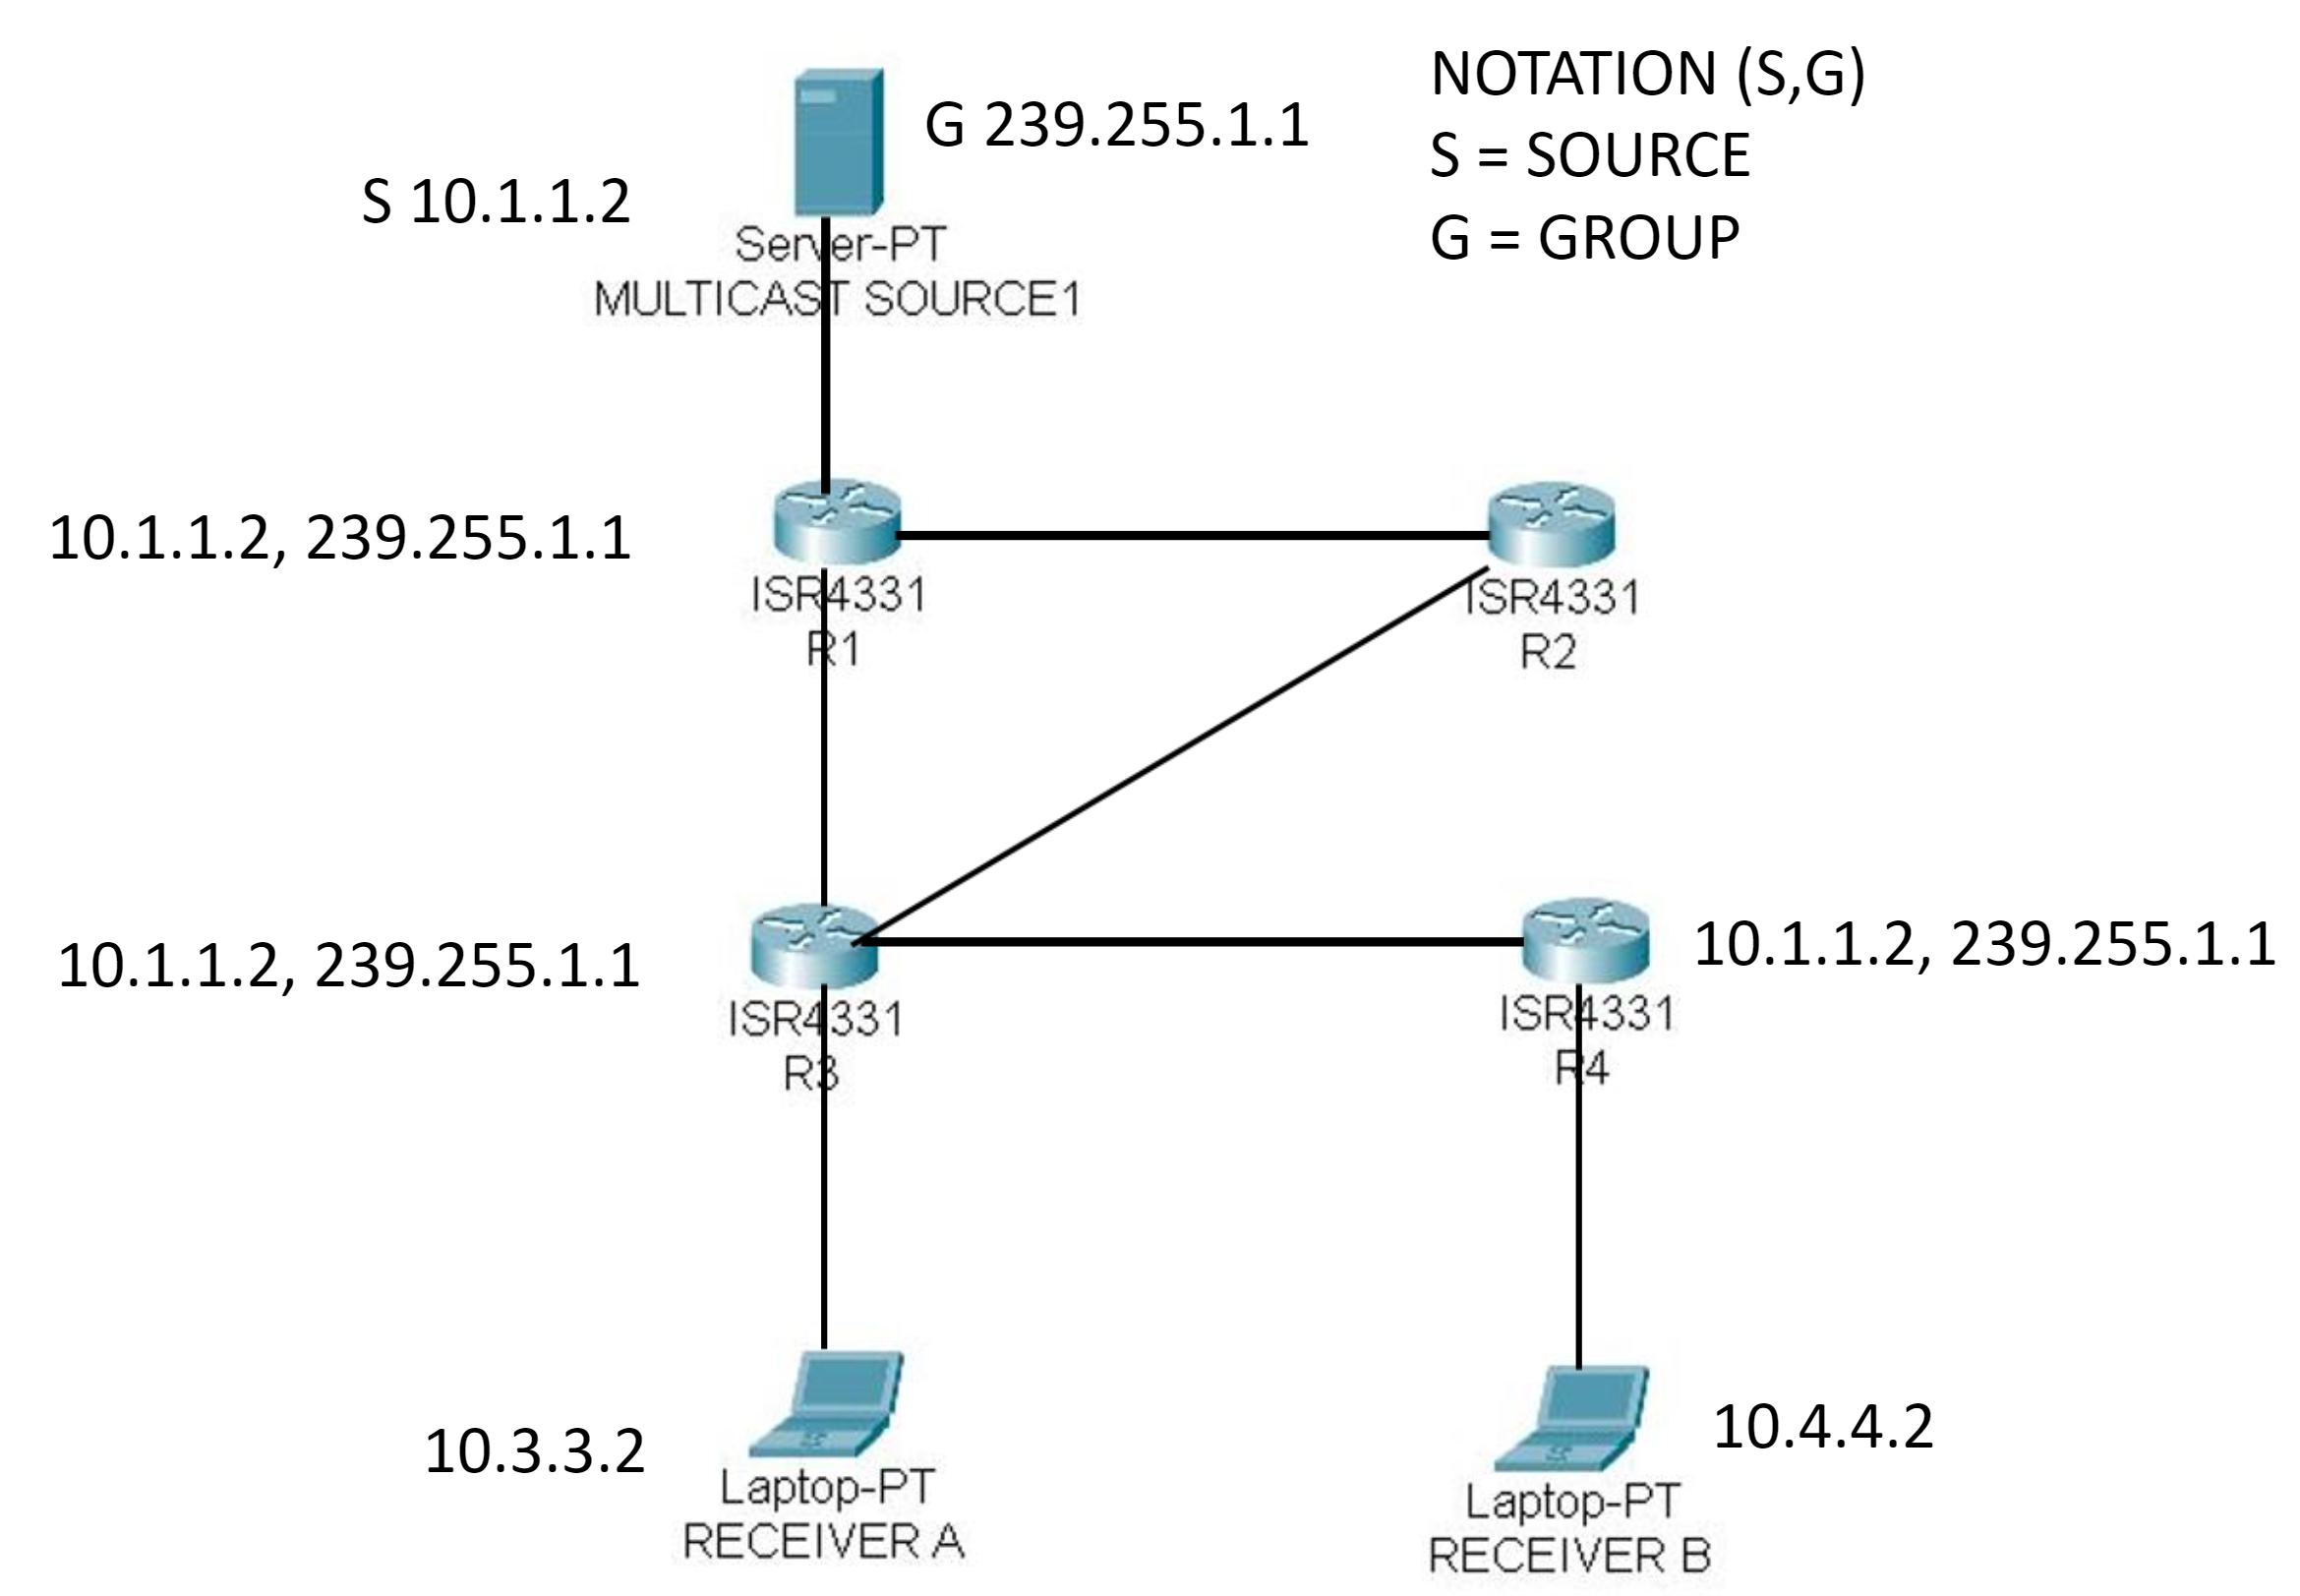 NOTATION (S,G)
S = SOURCE
G = GROUP
G 239.255.1.1
S 10.1.1.2
Server-PT
MULTICAST SOURCE1
10.1.1.2, 239.255.1.1
ISR4331
R1
ISR4331
R2
10.1.1.2, 239.255.1.1
ISR4331
R3
10.1.1.2, 239.255.1.1
ISR4331
R4
10.3.3.2
Laptop-PT
RECEIVER A
10.4.4.2
Laptop-PT
RECEIVER B